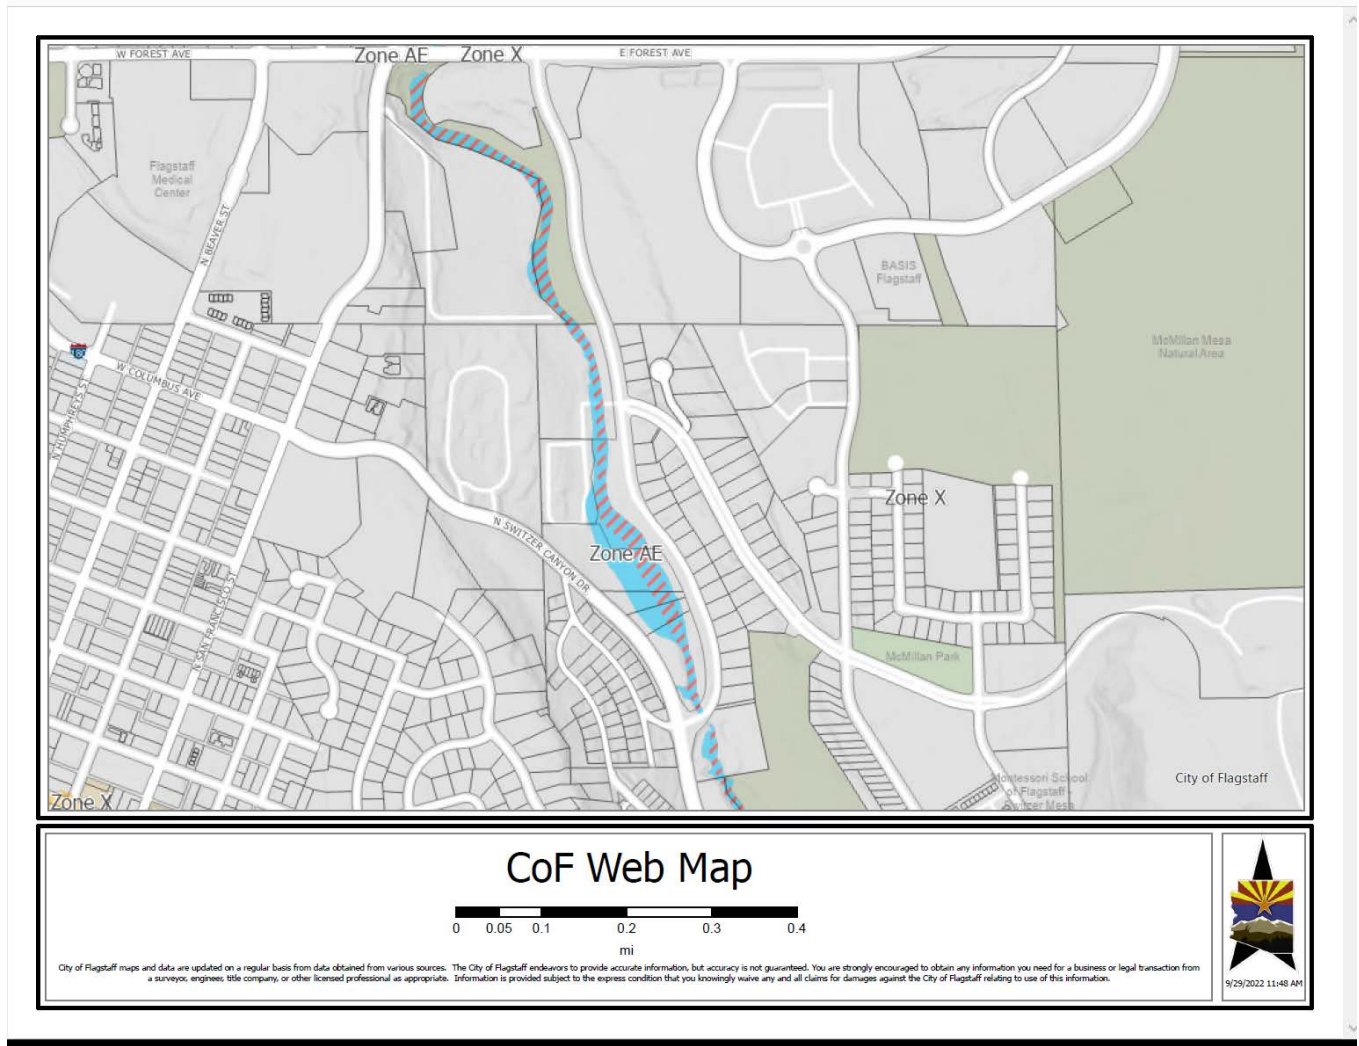 W FOREST AVE
Zone AE
Zone X
E FOREST AVE
Flagstaff
Medical
Center
N BEAVER ST
BASIS
Flagstaff
McMillan Mesa
Natural Area
180
W COLUMBUS AVE
N HUMPHREYS ST
Zone X
N SWITZER CANYON DR
Zone AE
N SAN FRANCISCO ST
McMillan Park
Montessori School
of Flagstaff -
Switzer Mesa
City of Flagstaff
Zone X
CoF Web Map
0 0.05 0.1 0.2 0.3 0.4
mi
City of Flagstaff maps and data are updated on a regular basis from data obtained from various sources. The City of Flagstaff endeavors to provide accurate information, but accuracy is not guaranteed. You are strongly encouraged to obtain any information you need for a business or legal transaction from
a surveyor, engineer, title company, or other licensed professional as appropriate. Information is provided subject to the express condition that you knowingly waive any and all claims for damages against the City of Flagstaff relating to use of this information.
9/29/2022 11:48 AM